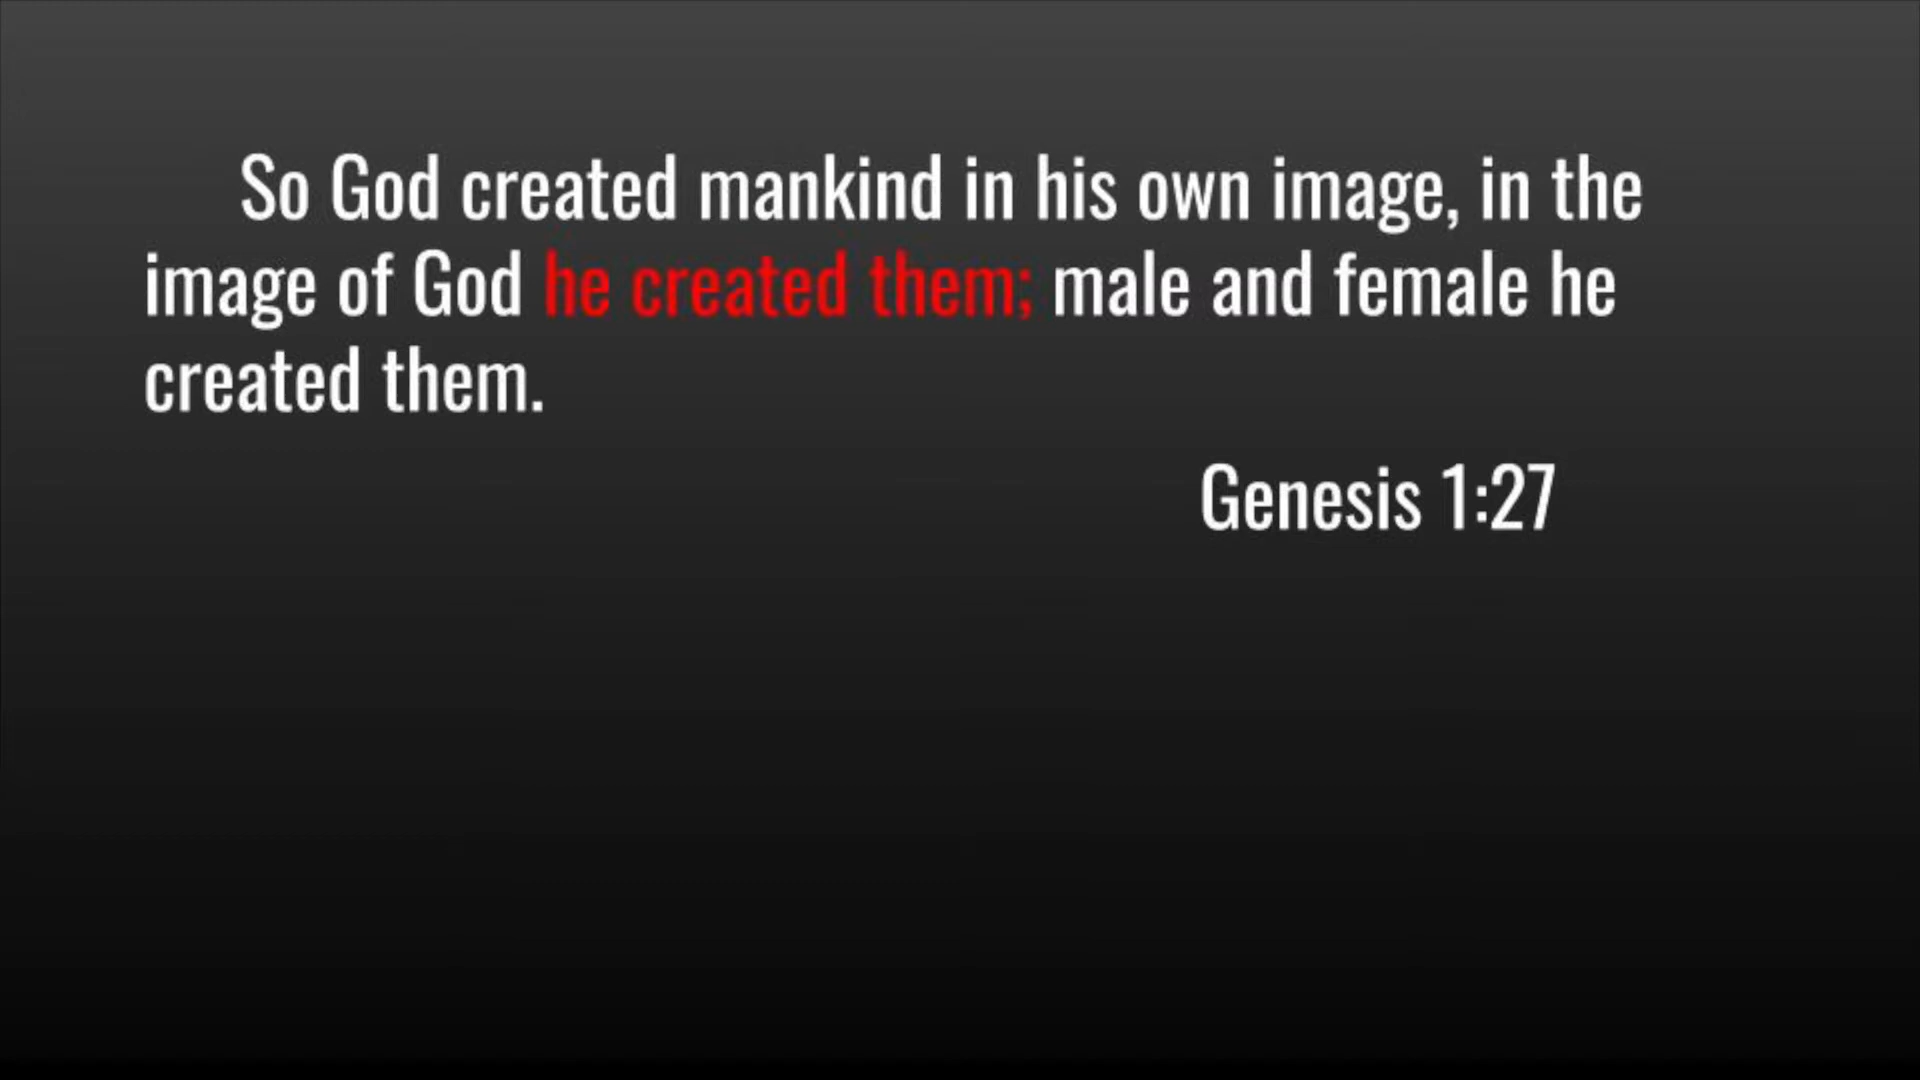 So God created mankind in his own image, in the
image of God he created them; male and female he
created them.
Genesis 1:27